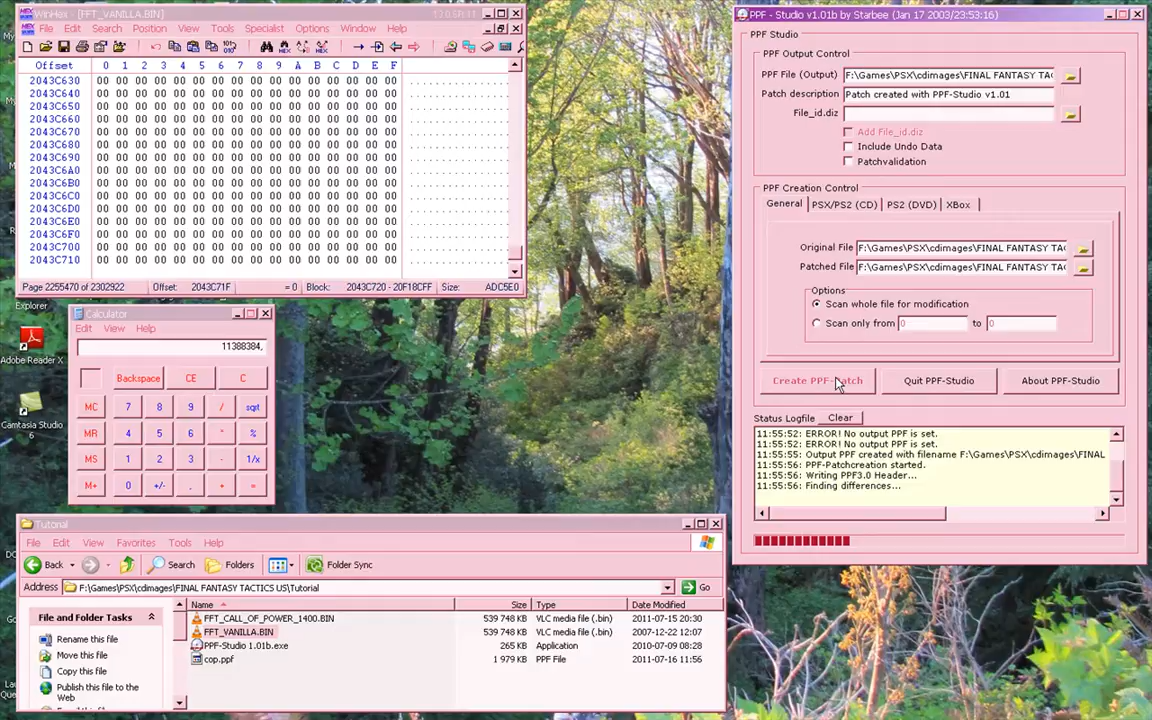 WinHex - [FFT_VANILLA.BIN]
File Edit Search Position View Tools Specialist Options Window Help
Offset 0 1 2 3 4 5 6 7 8 9 A B C D E F
2043C630 00 00 00 00 00 00 00 00 00 00 00 00 00 00 00 00 ................
2043C640 00 00 00 00 00 00 00 00 00 00 00 00 00 00 00 00 ................
2043C650 00 00 00 00 00 00 00 00 00 00 00 00 00 00 00 00 ................
2043C660 00 00 00 00 00 00 00 00 00 00 00 00 00 00 00 00 ................
2043C670 00 00 00 00 00 00 00 00 00 00 00 00 00 00 00 00 ................
2043C680 00 00 00 00 00 00 00 00 00 00 00 00 00 00 00 00 ................
2043C690 00 00 00 00 00 00 00 00 00 00 00 00 00 00 00 00 ................
2043C6A0 00 00 00 00 00 00 00 00 00 00 00 00 00 00 00 00 ................
2043C6B0 00 00 00 00 00 00 00 00 00 00 00 00 00 00 00 00 ................
2043C6C0 00 00 00 00 00 00 00 00 00 00 00 00 00 00 00 00 ................
2043C6D0 00 00 00 00 00 00 00 00 00 00 00 00 00 00 00 00 ................
2043C6E0 00 00 00 00 00 00 00 00 00 00 00 00 00 00 00 00 ................
2043C6F0 00 00 00 00 00 00 00 00 00 00 00 00 00 00 00 00 ................
2043C700 00 00 00 00 00 00 00 00 00 00 00 00 00 00 00 00 ................
2043C710 00 00 00 00 00 00 00 00 00 00 00 00 00 00 00 00 ................
Page 2255470 of 2302922 Offset: 2043C71F = 0 Block: 2043C720 - 20F18CFF Size: ADC5E0
Explorer
Adobe Reader X
Camtasia Studio
6
Calculator
Edit View Help
11388384,
Backspace CE C
MC 7 8 9 / sqrt
MR 4 5 6 * %
MS 1 2 3 - 1/x
M+ 0 +/- . + =
Tutorial
File Edit View Favorites Tools Help
Back Search Folders Folder Sync
Address F:\Games\PSX\cdimages\FINAL FANTASY TACTICS US\Tutorial Go
File and Folder Tasks
Rename this file
Move this file
Copy this file
Publish this file to the
Web
Name Size Type Date Modified
FFT_CALL_OF_POWER_1400.BIN 539 748 KB VLC media file (.bin) 2011-07-15 20:30
FFT_VANILLA.BIN 539 748 KB VLC media file (.bin) 2007-12-22 12:07
PPF-Studio 1.01b.exe 265 KB Application 2010-07-09 08:28
cop.ppf 1 979 KB PPF File 2011-07-16 11:56
PPF - Studio v1.01b by Starbee (Jan 17 2003/23:53:16)
PPF Studio
PPF Output Control
PPF File (Output) F:\Games\PSX\cdimages\FINAL FANTASY TAC
Patch description Patch created with PPF-Studio v1.01
File_id.diz
Add File_id.diz
Include Undo Data
Patchvalidation
PPF Creation Control
General PSX/PS2 (CD) PS2 (DVD) XBox
Original File F:\Games\PSX\cdimages\FINAL FANTASY TAC
Patched File F:\Games\PSX\cdimages\FINAL FANTASY TAC
Options
Scan whole file for modification
Scan only from 0 to 0
Create PPF-Patch Quit PPF-Studio About PPF-Studio
Status Logfile Clear
11:55:52: ERROR! No output PPF is set.
11:55:52: ERROR! No output PPF is set.
11:55:55: Output PPF created with filename F:\Games\PSX\cdimages\FINAL
11:55:56: PPF-Patchcreation started.
11:55:56: Writing PPF3.0 Header...
11:55:56: Finding differences...